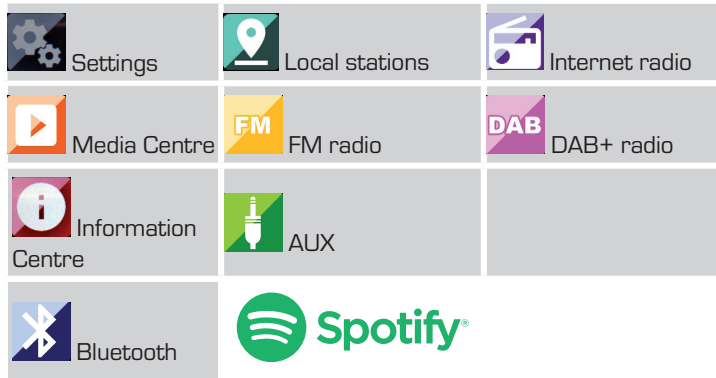 Settings
Local stations
Internet radio
Media Centre
FM
FM radio
DAB
DAB+ radio
i
Information
Centre
AUX
Bluetooth
Spotify®